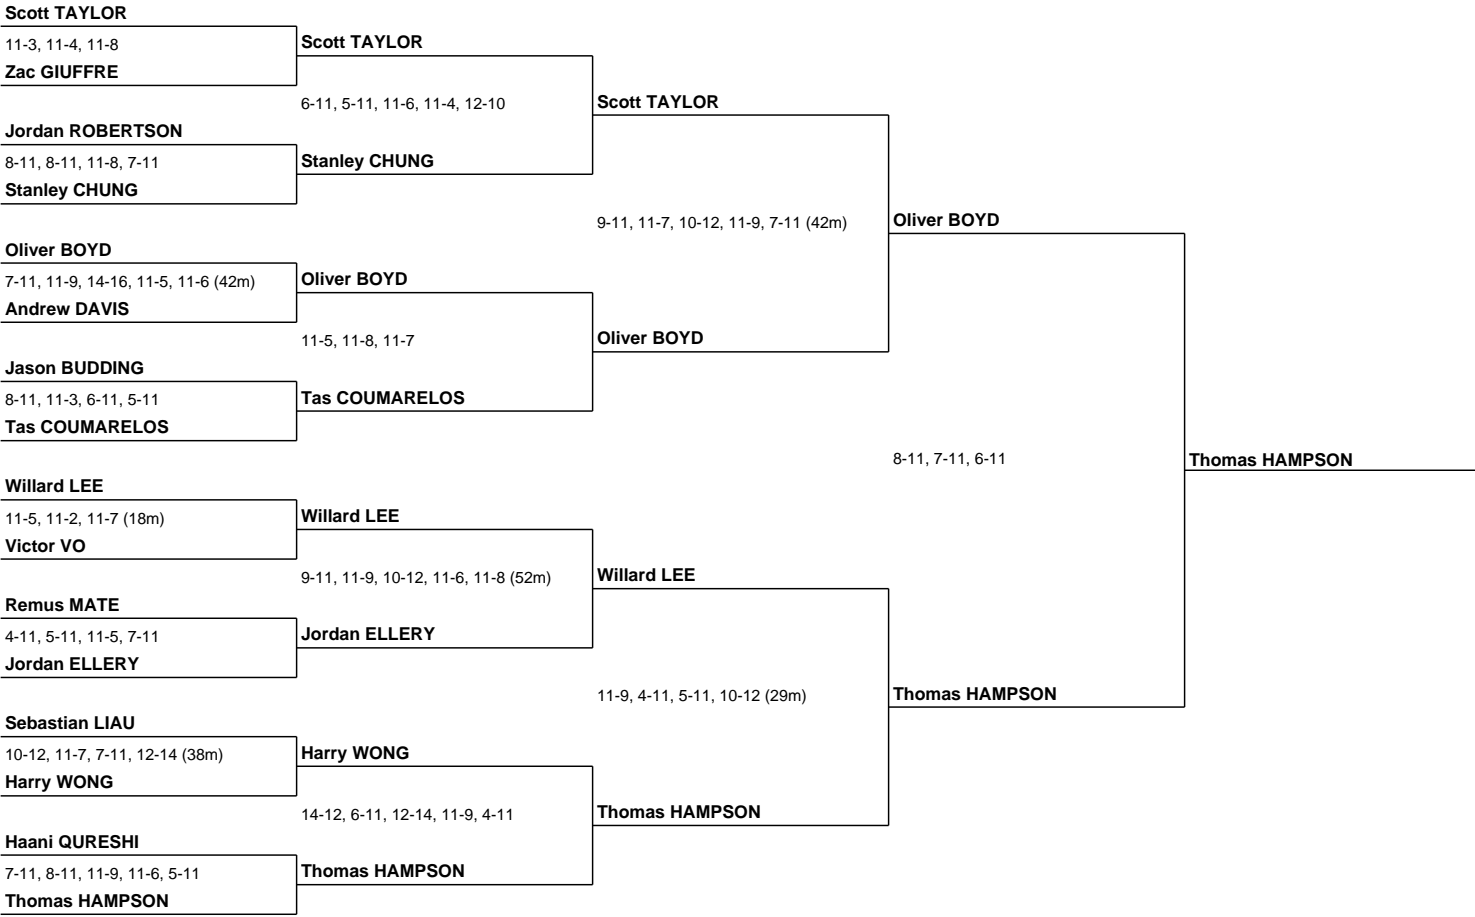 Scott TAYLOR
11-3, 11-4, 11-8
Zac GIUFFRE
Jordan ROBERTSON
8-11, 8-11, 11-8, 7-11
Stanley CHUNG
Oliver BOYD
7-11, 11-9, 14-16, 11-5, 11-6 (42m)
Andrew DAVIS
Jason BUDDING
8-11, 11-3, 6-11, 5-11
Tas COUMARELOS
Willard LEE
11-5, 11-2, 11-7 (18m)
Victor VO
Remus MATE
4-11, 5-11, 11-5, 7-11
Jordan ELLERY
Sebastian LIAU
10-12, 11-7, 7-11, 12-14 (38m)
Harry WONG
Haani QURESHI
7-11, 8-11, 11-9, 11-6, 5-11
Thomas HAMPSON
Scott TAYLOR
6-11, 5-11, 11-6, 11-4, 12-10
Stanley CHUNG
Oliver BOYD
11-5, 11-8, 11-7
Tas COUMARELOS
Willard LEE
9-11, 11-9, 10-12, 11-6, 11-8 (52m)
Jordan ELLERY
Harry WONG
14-12, 6-11, 12-14, 11-9, 4-11
Thomas HAMPSON
Scott TAYLOR
9-11, 11-7, 10-12, 11-9, 7-11 (42m)
Oliver BOYD
Willard LEE
11-9, 4-11, 5-11, 10-12 (29m)
Thomas HAMPSON
Oliver BOYD
8-11, 7-11, 6-11
Thomas HAMPSON
Thomas HAMPSON